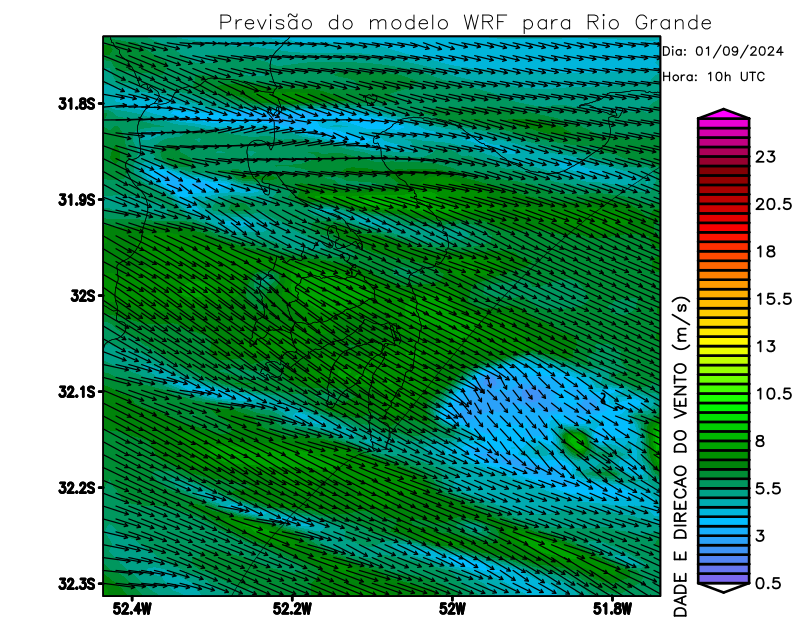 Previsão do modelo WRF para Rio Grande
Dia: 01/09/2024
Hora: 10h UTC
31.8S
31.9S
32S
32.1S
32.2S
32.3S
52.4W
52.2W
52W
51.8W
DADE E DIRECAO DO VENTO (m/s)
23
20.5
18
15.5
13
10.5
8
5.5
3
0.5